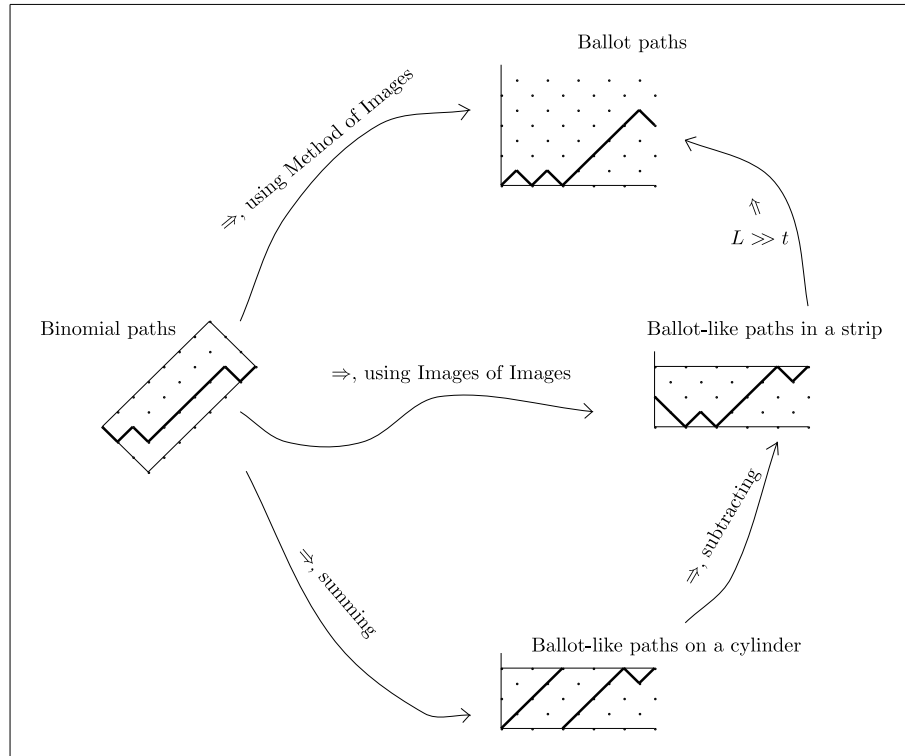 Ballot paths
⇒, using Method of Images
⇑
L ≫ t
Binomial paths
Ballot-like paths in a strip
⇒, using Images of Images
⇒, subtracting
⇒, summing
Ballot-like paths on a cylinder